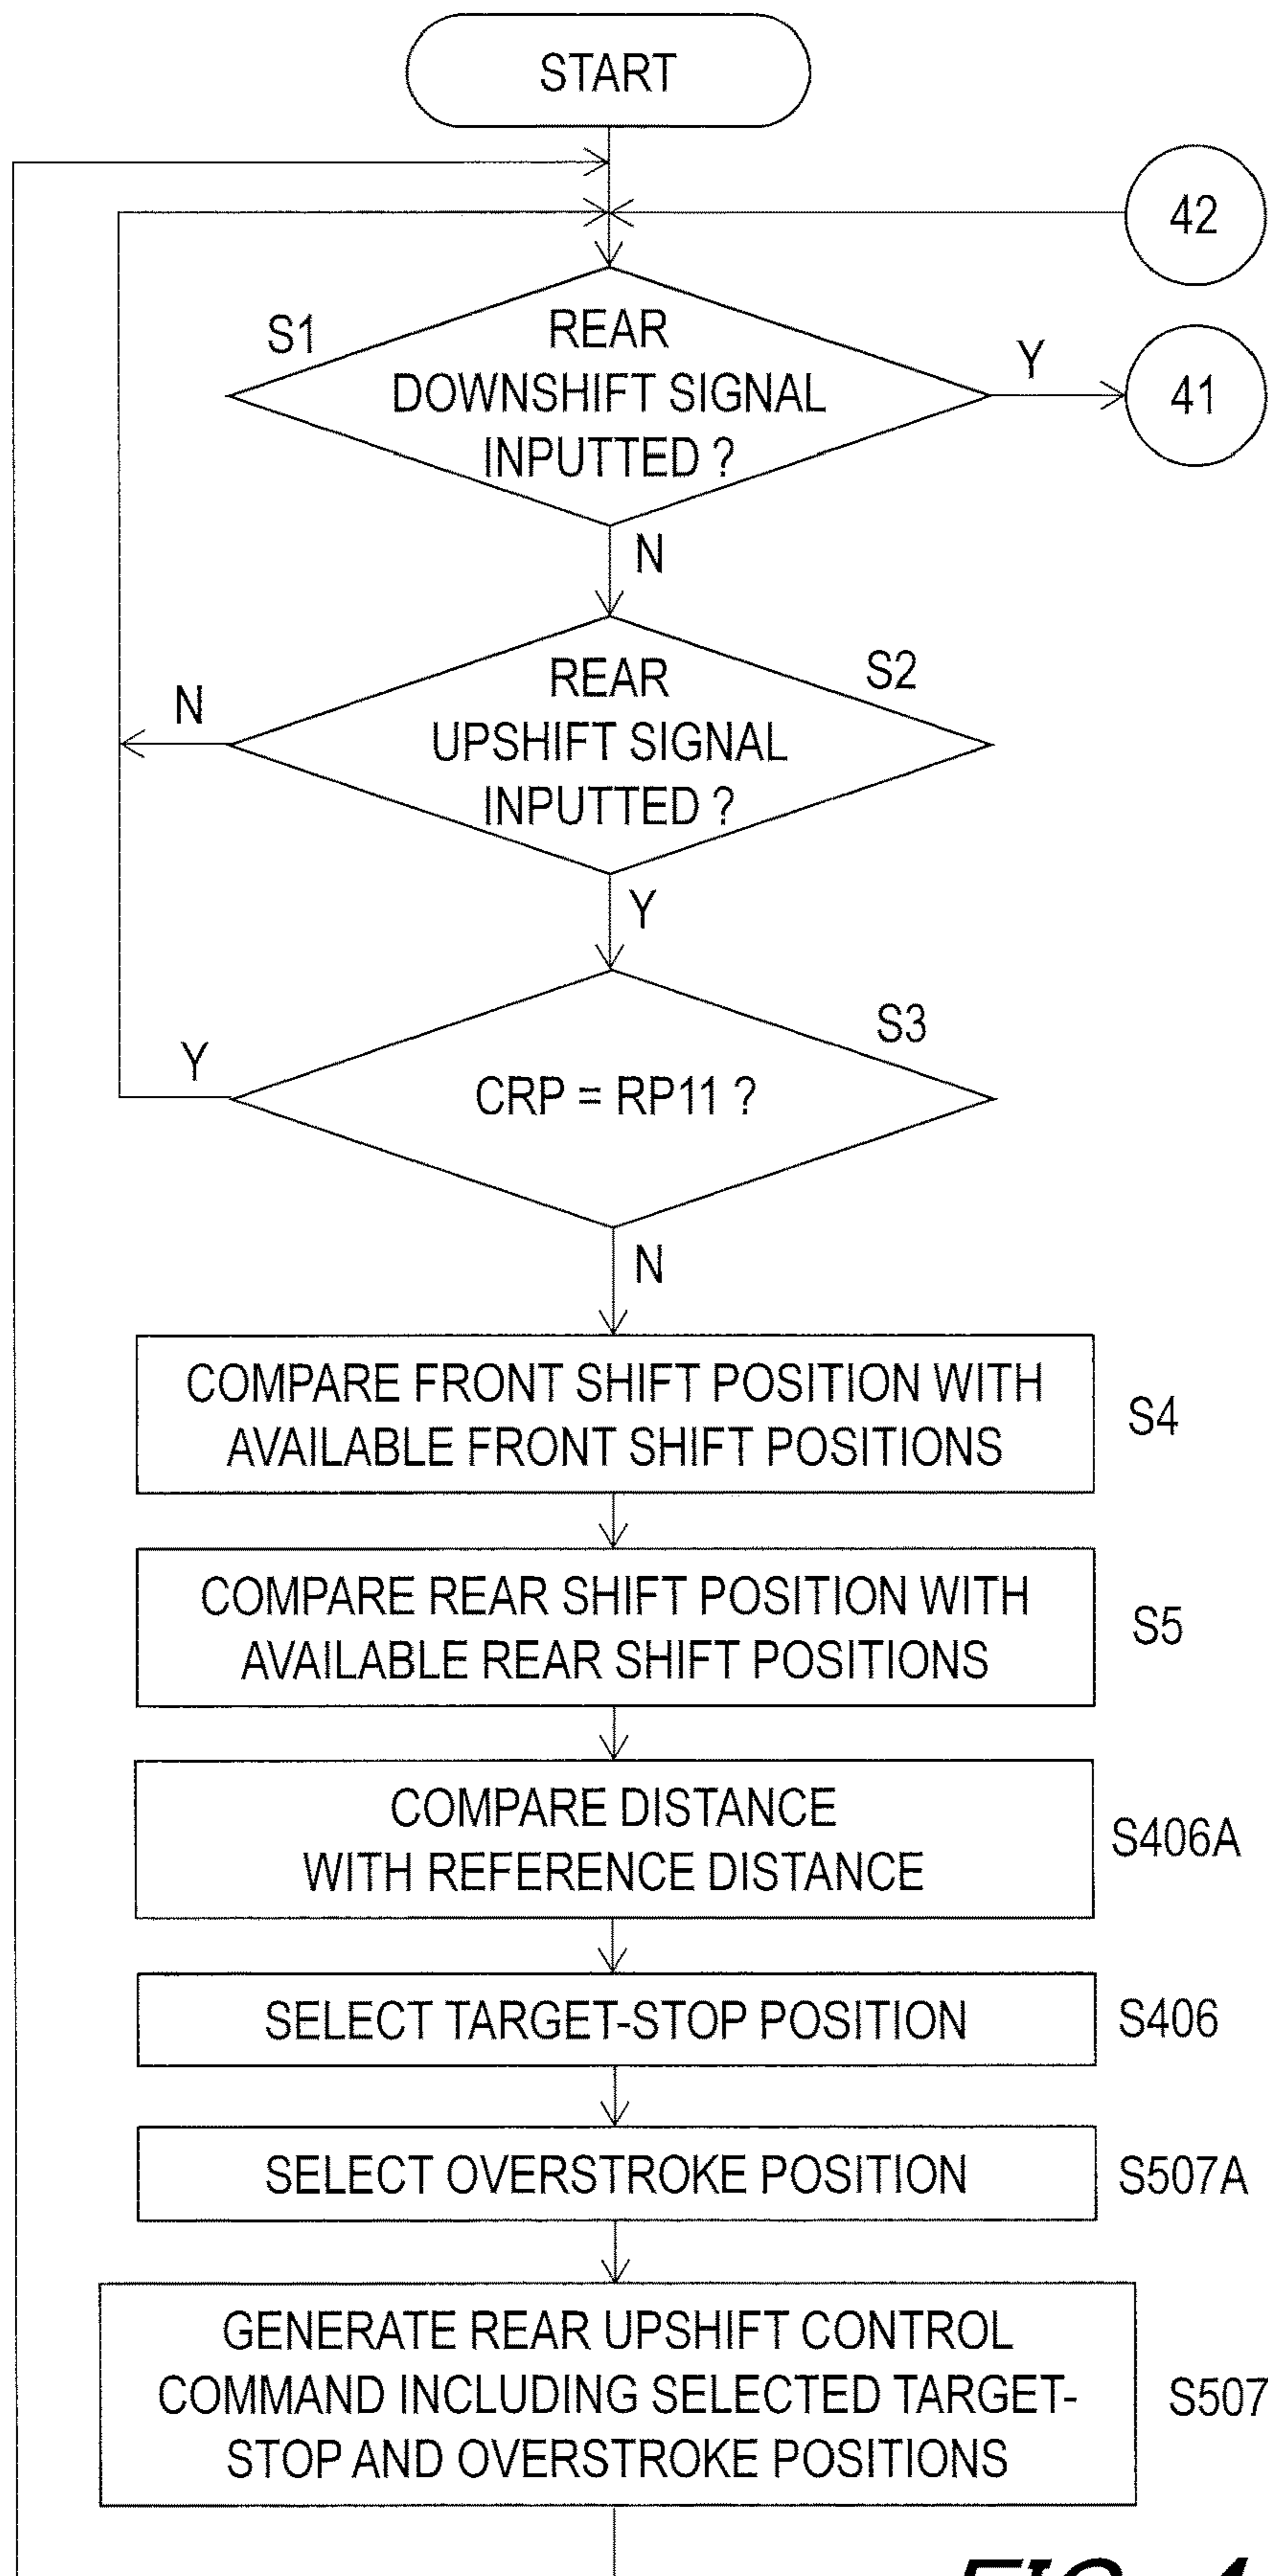 START
42
S1
REAR
DOWNSHIFT SIGNAL
INPUTTED ?
Y
41
N
REAR
UPSHIFT SIGNAL
INPUTTED ?
S2
N
Y
S3
Y
CRP = RP11 ?
N
COMPARE FRONT SHIFT POSITION WITH
AVAILABLE FRONT SHIFT POSITIONS
S4
COMPARE REAR SHIFT POSITION WITH
AVAILABLE REAR SHIFT POSITIONS
S5
COMPARE DISTANCE
WITH REFERENCE DISTANCE
S406A
SELECT TARGET-STOP POSITION
S406
SELECT OVERSTROKE POSITION
S507A
GENERATE REAR UPSHIFT CONTROL
COMMAND INCLUDING SELECTED TARGET-
STOP AND OVERSTROKE POSITIONS
S507